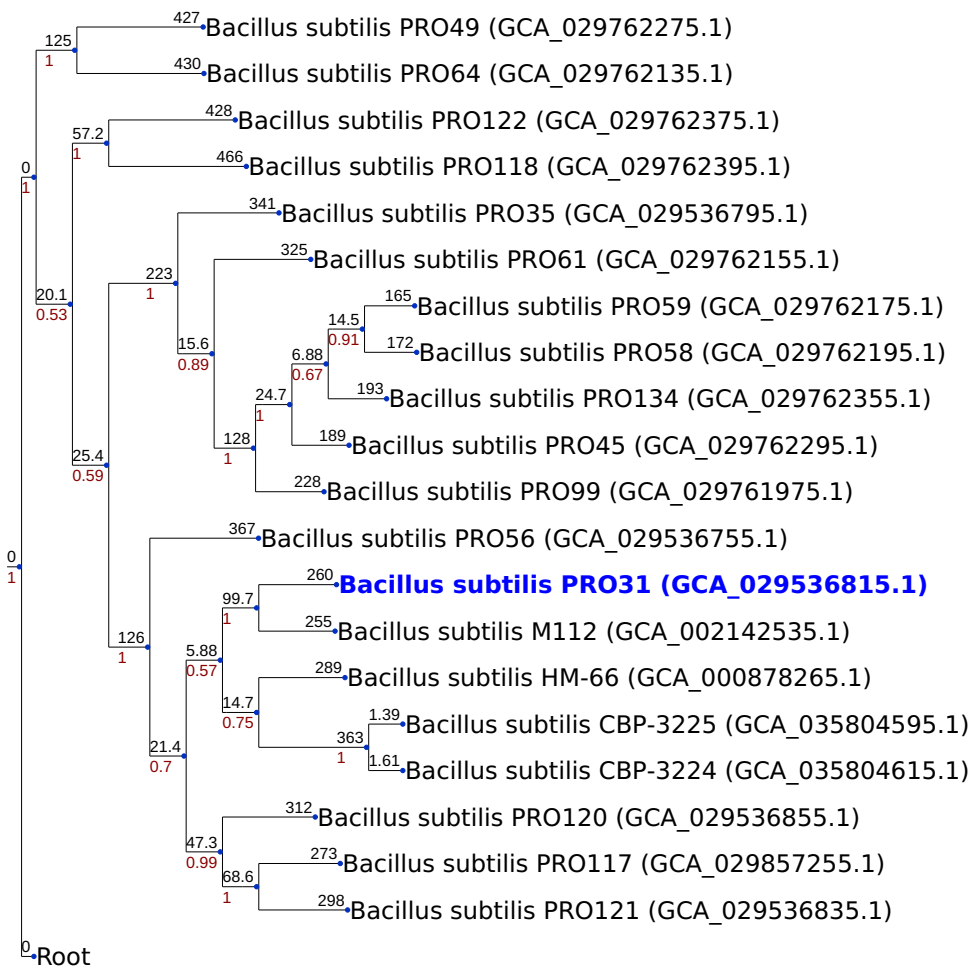 427
Bacillus subtilis PRO49 (GCA_029762275.1)
125
1
430
Bacillus subtilis PRO64 (GCA_029762135.1)
428
Bacillus subtilis PRO122 (GCA_029762375.1)
57.2
1
466
Bacillus subtilis PRO118 (GCA_029762395.1)
0
1
341
Bacillus subtilis PRO35 (GCA_029536795.1)
325
Bacillus subtilis PRO61 (GCA_029762155.1)
223
1
20.1
0.53
165
Bacillus subtilis PRO59 (GCA_029762175.1)
14.5
0.91
172
Bacillus subtilis PRO58 (GCA_029762195.1)
15.6
0.89
6.88
0.67
193
Bacillus subtilis PRO134 (GCA_029762355.1)
24.7
1
189
Bacillus subtilis PRO45 (GCA_029762295.1)
128
1
25.4
0.59
228
Bacillus subtilis PRO99 (GCA_029761975.1)
367
Bacillus subtilis PRO56 (GCA_029536755.1)
0
1
260
Bacillus subtilis PRO31 (GCA_029536815.1)
99.7
1
255
Bacillus subtilis M112 (GCA_002142535.1)
126
1
5.88
0.57
289
Bacillus subtilis HM-66 (GCA_000878265.1)
14.7
0.75
1.39
Bacillus subtilis CBP-3225 (GCA_035804595.1)
363
1
21.4
0.7
1.61
Bacillus subtilis CBP-3224 (GCA_035804615.1)
312
Bacillus subtilis PRO120 (GCA_029536855.1)
47.3
0.99
273
Bacillus subtilis PRO117 (GCA_029857255.1)
68.6
1
298
Bacillus subtilis PRO121 (GCA_029536835.1)
0
Root